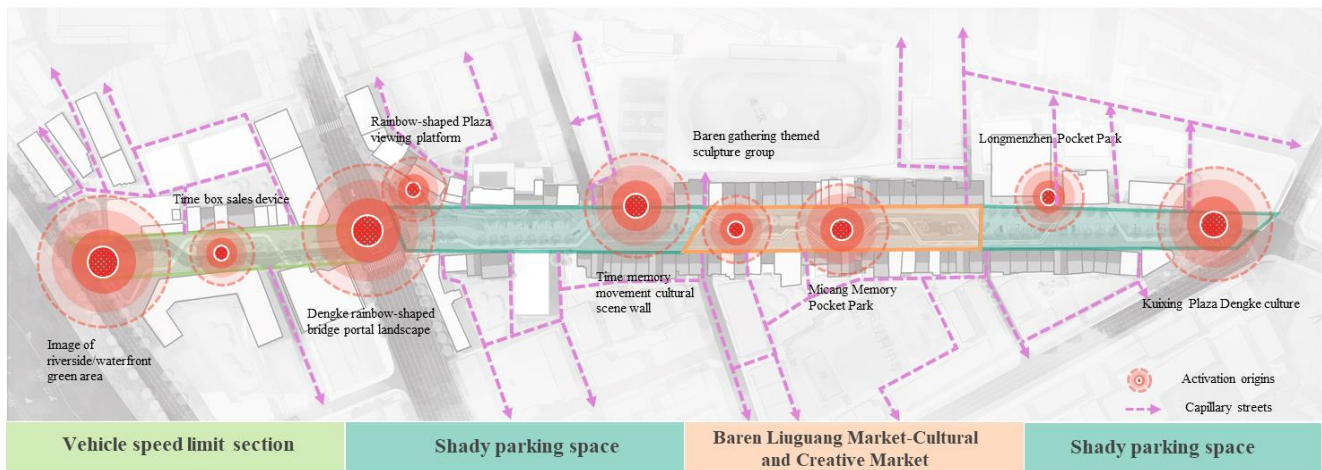 Rainbow-shaped Plaza
viewing platform
Baren gathering themed
sculpture group
Longmenzhen Pocket Park
Time box sales device
Time memory
movement cultural
scene wall
Micang Memory
Pocket Park
Kuixing Plaza Dengke culture
Dengke rainbow-shaped
bridge portal landscape
Image of
riverside/waterfront
green area
Activation origins
Capillary streets
Vehicle speed limit section
Shady parking space
Baren Liuguang Market-Cultural
and Creative Market
Shady parking space